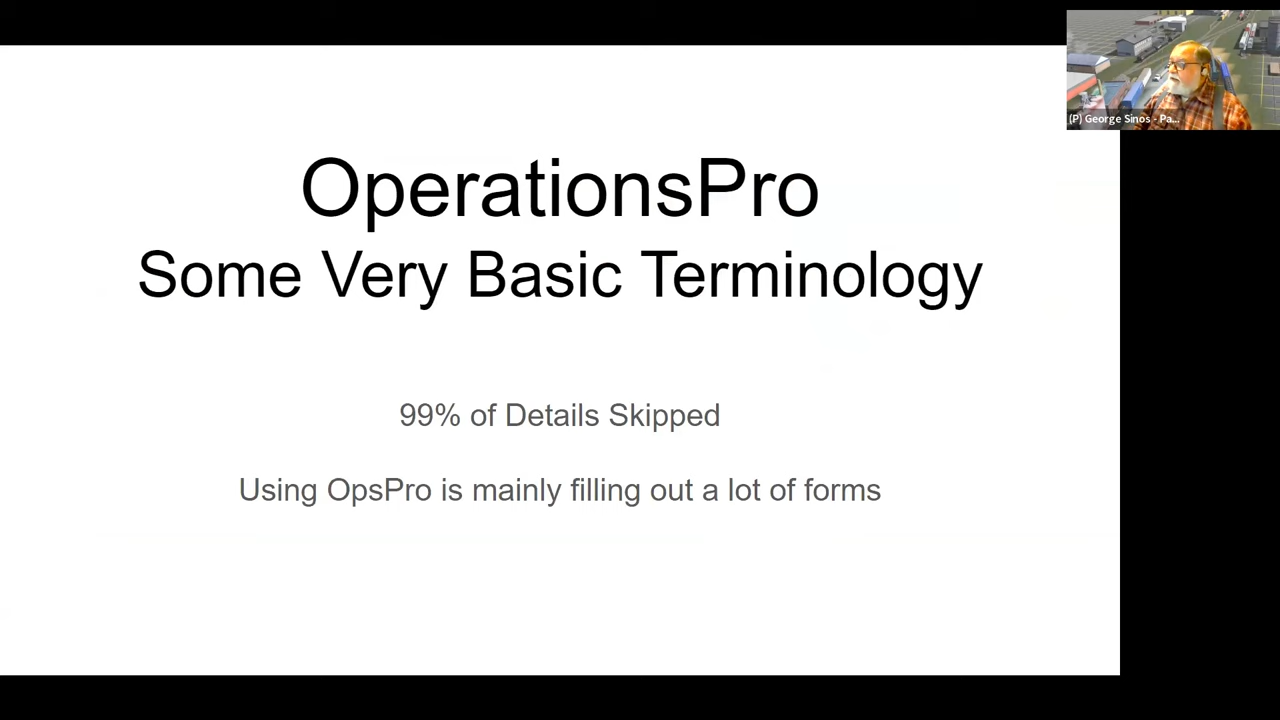 (P) George Sinos - Pa...
OperationsPro
Some Very Basic Terminology
99% of Details Skipped
Using OpsPro is mainly filling out a lot of forms